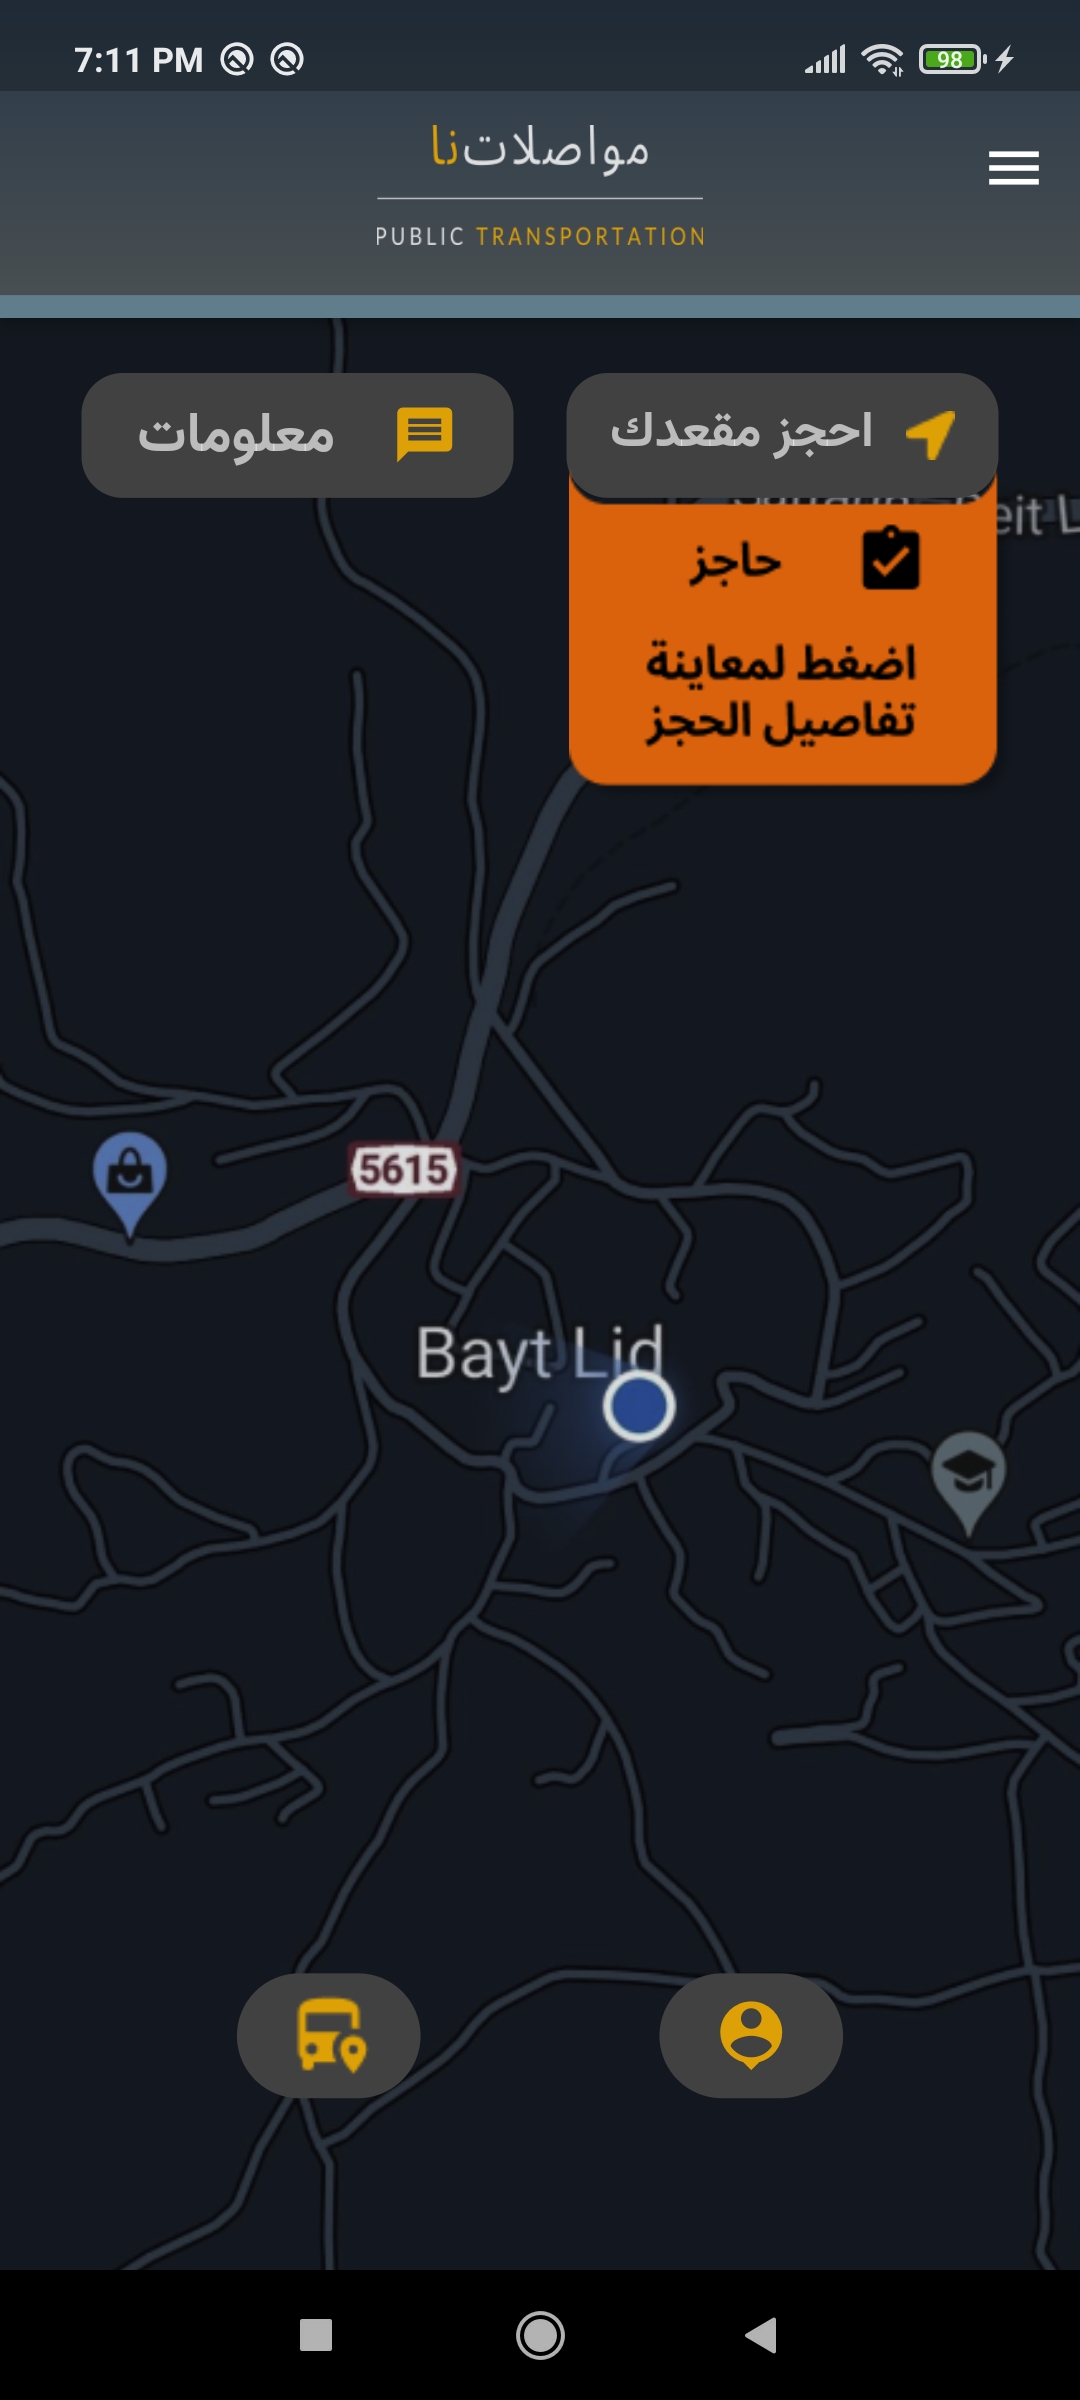 7:11 PM
98
مواصلاتنا
PUBLIC TRANSPORTATION
احجز مقعدك
معلومات
eit L
حاجز
اضغط لمعاينة
تفاصيل الحجز
5615
Bayt Lid